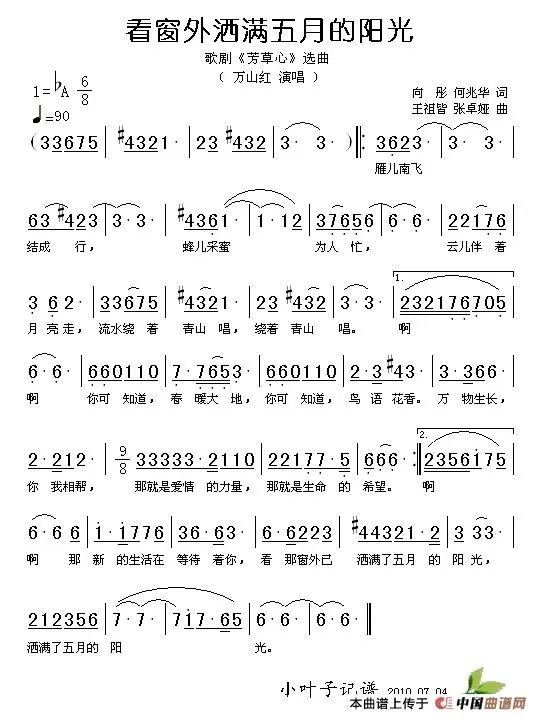 看窗外洒满五月的阳光
歌剧《芳草心》选曲
( 万山红 演唱 )
1=♭A 6/8
♩=90
向 彤 何兆华 词
王祖皆 张卓娅 曲
( 33675 | #4321 · | 23 #432 | 3· 3· ) ‖: 3623 |
雁儿南飞
63 #423 | 3· 3· | #4361 | 1· 12 | 37656 | 6· 6· | 22176 |
结成 行， 蜂儿采蜜 为人 忙， 云儿伴 着
3 62· | 33675 | #4321 · | 23 #4321 | 3· 3· | 1. 232176705 |
月 亮走， 流水绕 着 青山 唱， 绕着 青山 唱。 啊
6· 6· | 660110 | 7·7653 | 660110 | 2·3#43 | 3·366 |
啊 你可 知道， 春 暖大 地， 你可 知道， 鸟 语 花香。 万 物生长，
2·212· | 9/8 33333·2110 | 22177·5 | 666· :‖ 2. 2356i75 |
你 我相帮， 那就是爱情 的力量， 那就是生命 的 希望。 啊
6· 6 6 | 1·1776 | 36·63· | 6·6223 | #44321· | 3 33· |
啊 那 新 的生活在 等待 着你， 看 那窗外已 洒满了五月 的 阳 光，
212356 | 7· 7· | 7i7·65 | 7· 7· | 6· 6· ‖
洒满了五月的 阳 光。
小叶子记谱 2010.07.04
本曲谱上传于 中国曲谱网